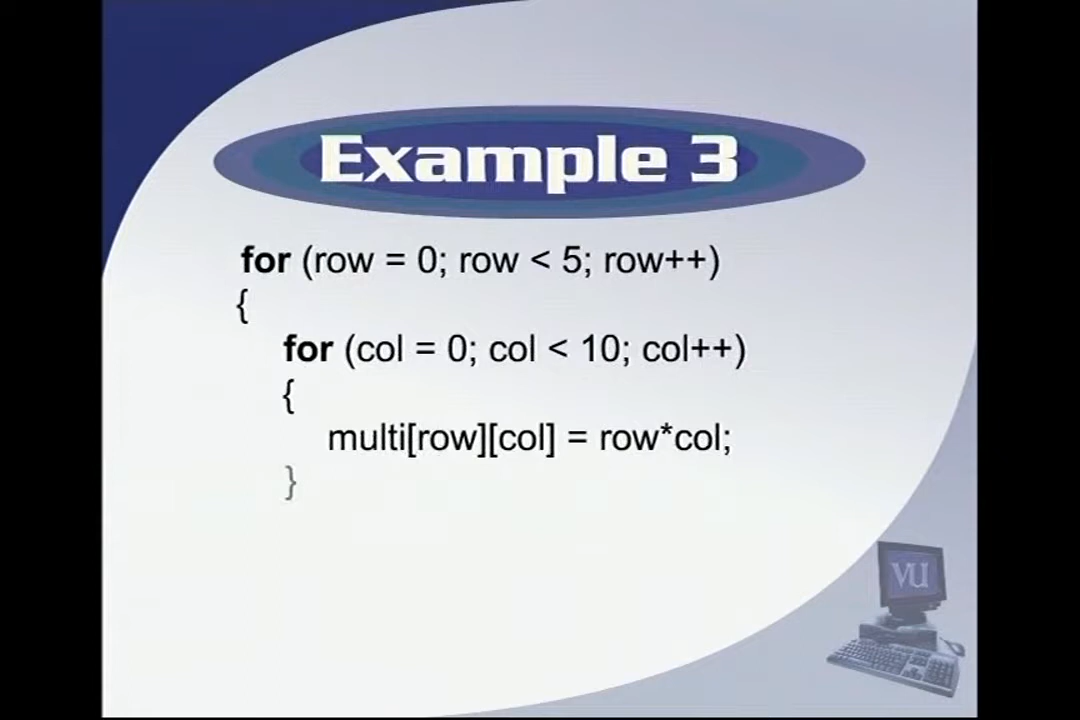 Example 3
for (row = 0; row < 5; row++)
{
for (col = 0; col < 10; col++)
{
multi[row][col] = row*col;
}
VU